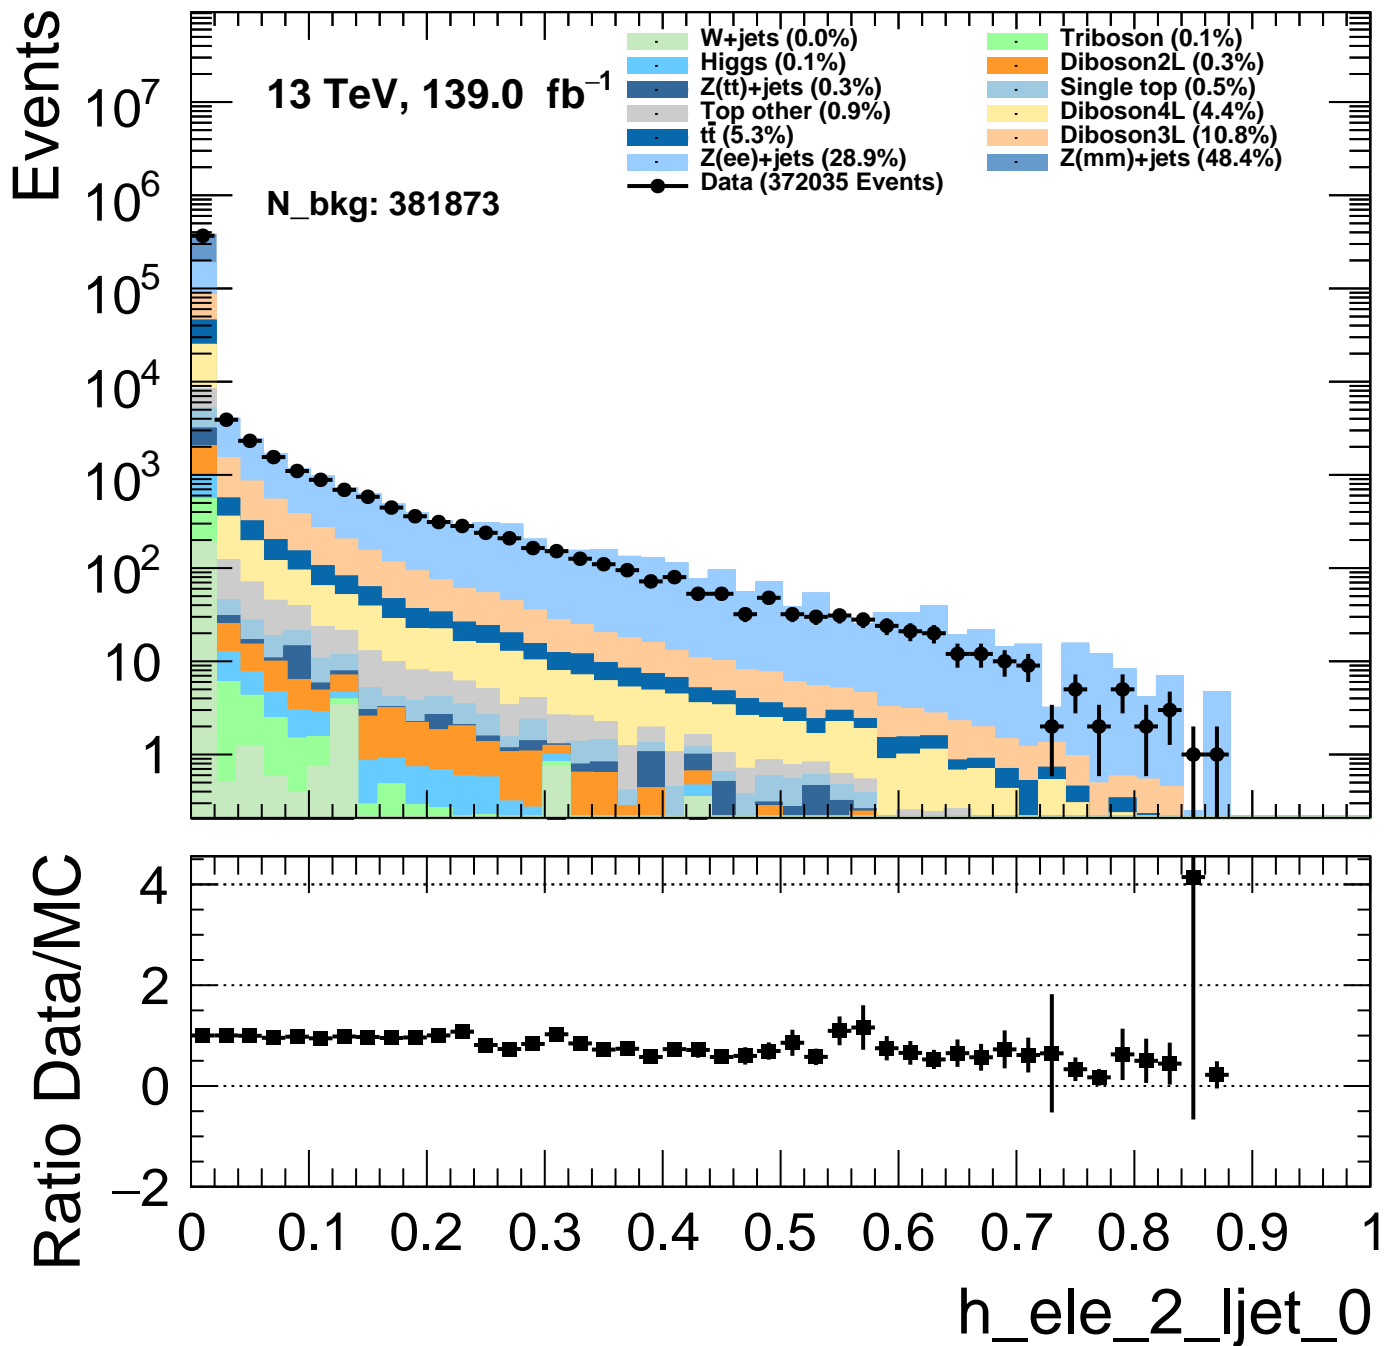 Events
10^7
10^6
10^5
10^4
10^3
10^2
10
1
13 TeV, 139.0 fb^−1
N_bkg: 381873
W+jets (0.0%)
Higgs (0.1%)
Z(tt)+jets (0.3%)
Top other (0.9%)
tt̄ (5.3%)
Z(ee)+jets (28.9%)
Data (372035 Events)
Triboson (0.1%)
Diboson2L (0.3%)
Single top (0.5%)
Diboson4L (4.4%)
Diboson3L (10.8%)
Z(mm)+jets (48.4%)
Ratio Data/MC
4
2
0
−2
0 0.1 0.2 0.3 0.4 0.5 0.6 0.7 0.8 0.9 1
h_ele_2_ljet_0